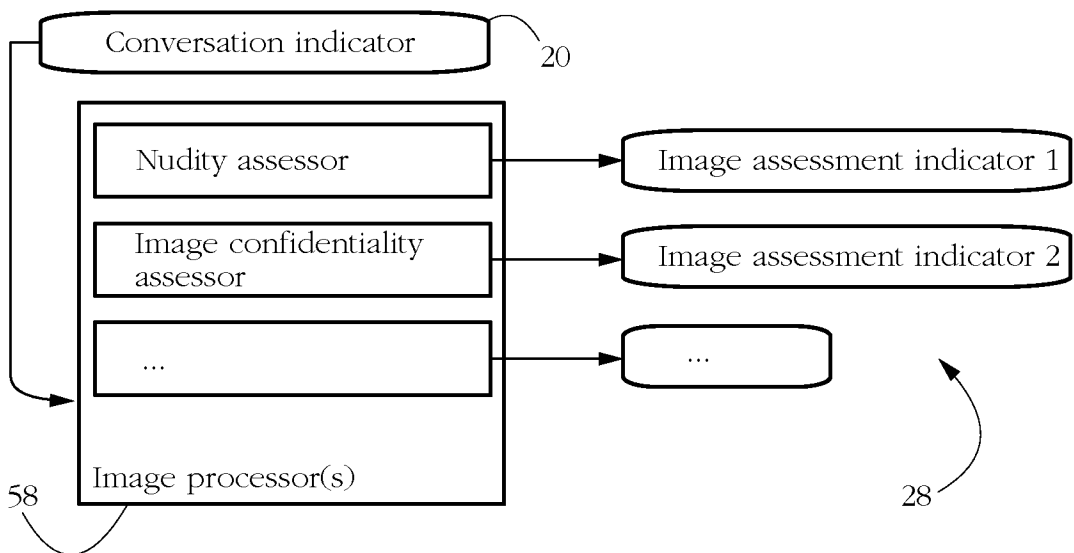 Conversation indicator
20
Nudity assessor
Image assessment indicator 1
Image confidentiality
assessor
Image assessment indicator 2
...
...
Image processor(s)
58
28